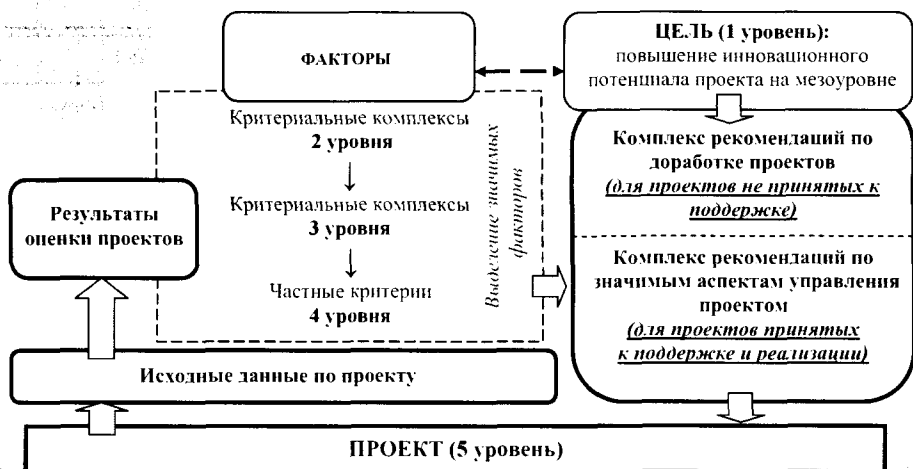 ФАКТОРЫ
ЦЕЛЬ (1 уровень):
повышение инновационного
потенциала проекта на мезоуровне
Критериальные комплексы
2 уровня
Критериальные комплексы
3 уровня
Частные критерии
4 уровня
Выделение значимых
факторов
Результаты
оценки проектов
Комплекс рекомендаций по
доработке проектов
(для проектов не принятых к
поддержке)
Комплекс рекомендаций по
значимым аспектам управления
проектом
(для проектов принятых
к поддержке и реализации)
Исходные данные по проекту
ПРОЕКТ (5 уровень)